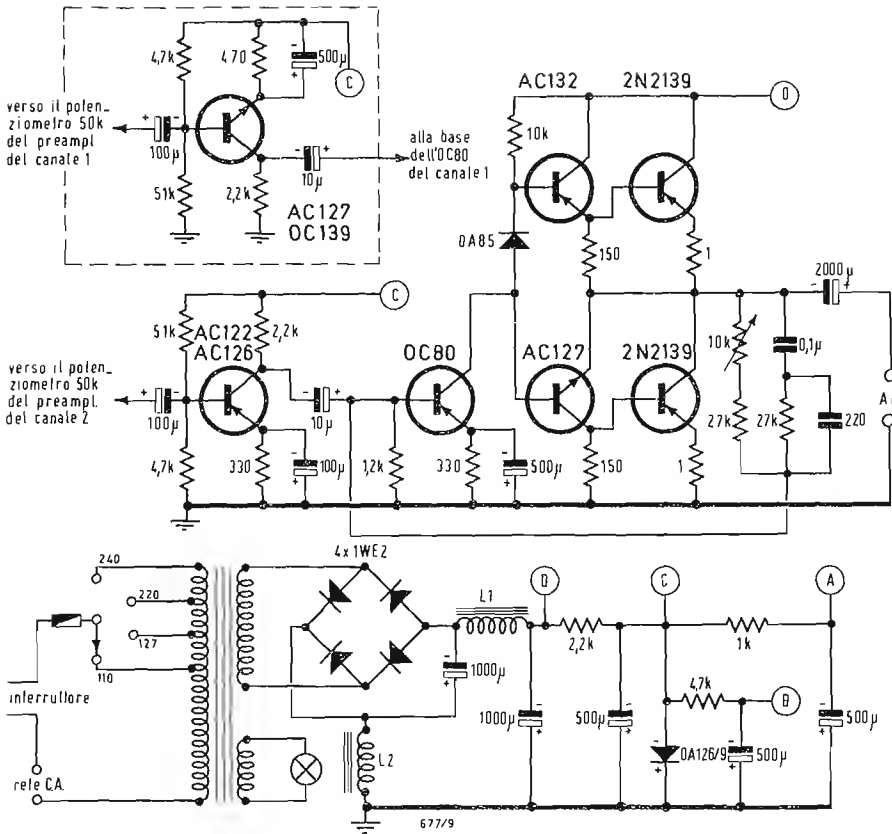 4,7k
4,70
500µ
C
verso il poten_
ziometro 50k
del preampl.
del canale 1
100µ
10µ
alla base
dell'OC80
del canale 1
51k
2,2k
AC127
OC139
AC132
2N2139
D
10k
OA85
150
1
2000µ
C
51k
AC122
AC126
2,2k
OC80
AC127
2N2139
10k
0,1µ
verso il poten_
ziometro 50k
del preampl.
del canale 2
100µ
10µ
27k
27k
220
4,7k
330
100µ
1,2k
330
500µ
150
1
4x1WE2
240
220
127
110
interruttore
rete C.A.
L1
D
C
A
2,2k
1k
1000µ
1000µ
500µ
4,7k
B
500µ
OA126/9
500µ
L2
677/9